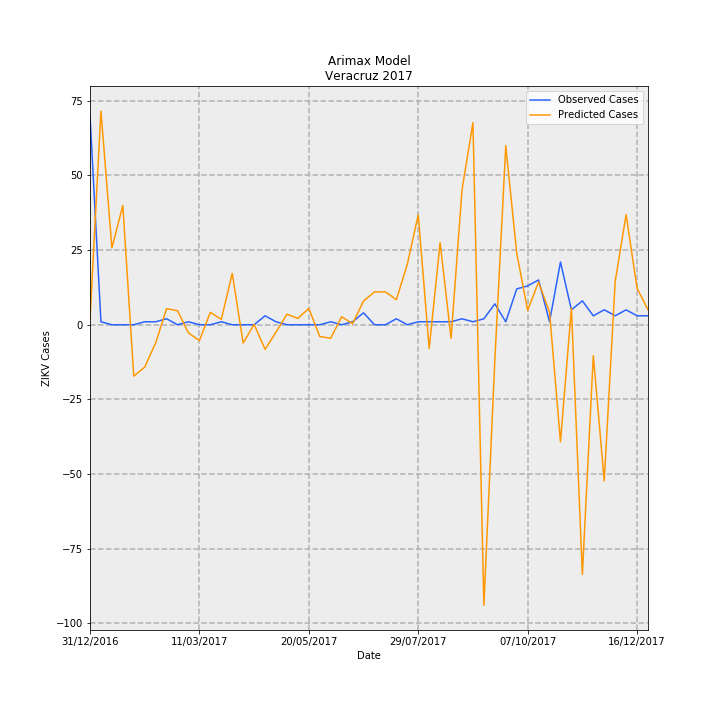 Arimax Model
Veracruz 2017
Observed Cases
Predicted Cases
75
50
25
0
−25
−50
−75
−100
ZIKV Cases
31/12/2016 11/03/2017 20/05/2017 29/07/2017 07/10/2017 16/12/2017
Date